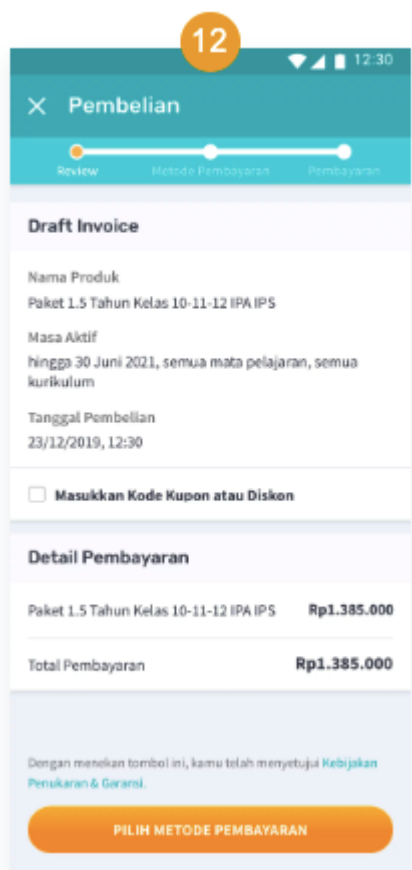 12
12:30
Pembelian
Review Metode Pembayaran Pembayaran
Draft Invoice
Nama Produk
Paket 1.5 Tahun Kelas 10-11-12 IPA IPS
Masa Aktif
hingga 30 Juni 2021, semua mata pelajaran, semua
kurikulum
Tanggal Pembelian
23/12/2019, 12:30
Masukkan Kode Kupon atau Diskon
Detail Pembayaran
Paket 1.5 Tahun Kelas 10-11-12 IPA IPS Rp1.385.000
Total Pembayaran Rp1.385.000
Dengan menekan tombol ini, kamu telah menyetujui Kebijakan
Penukaran & Garansi.
PILIH METODE PEMBAYARAN